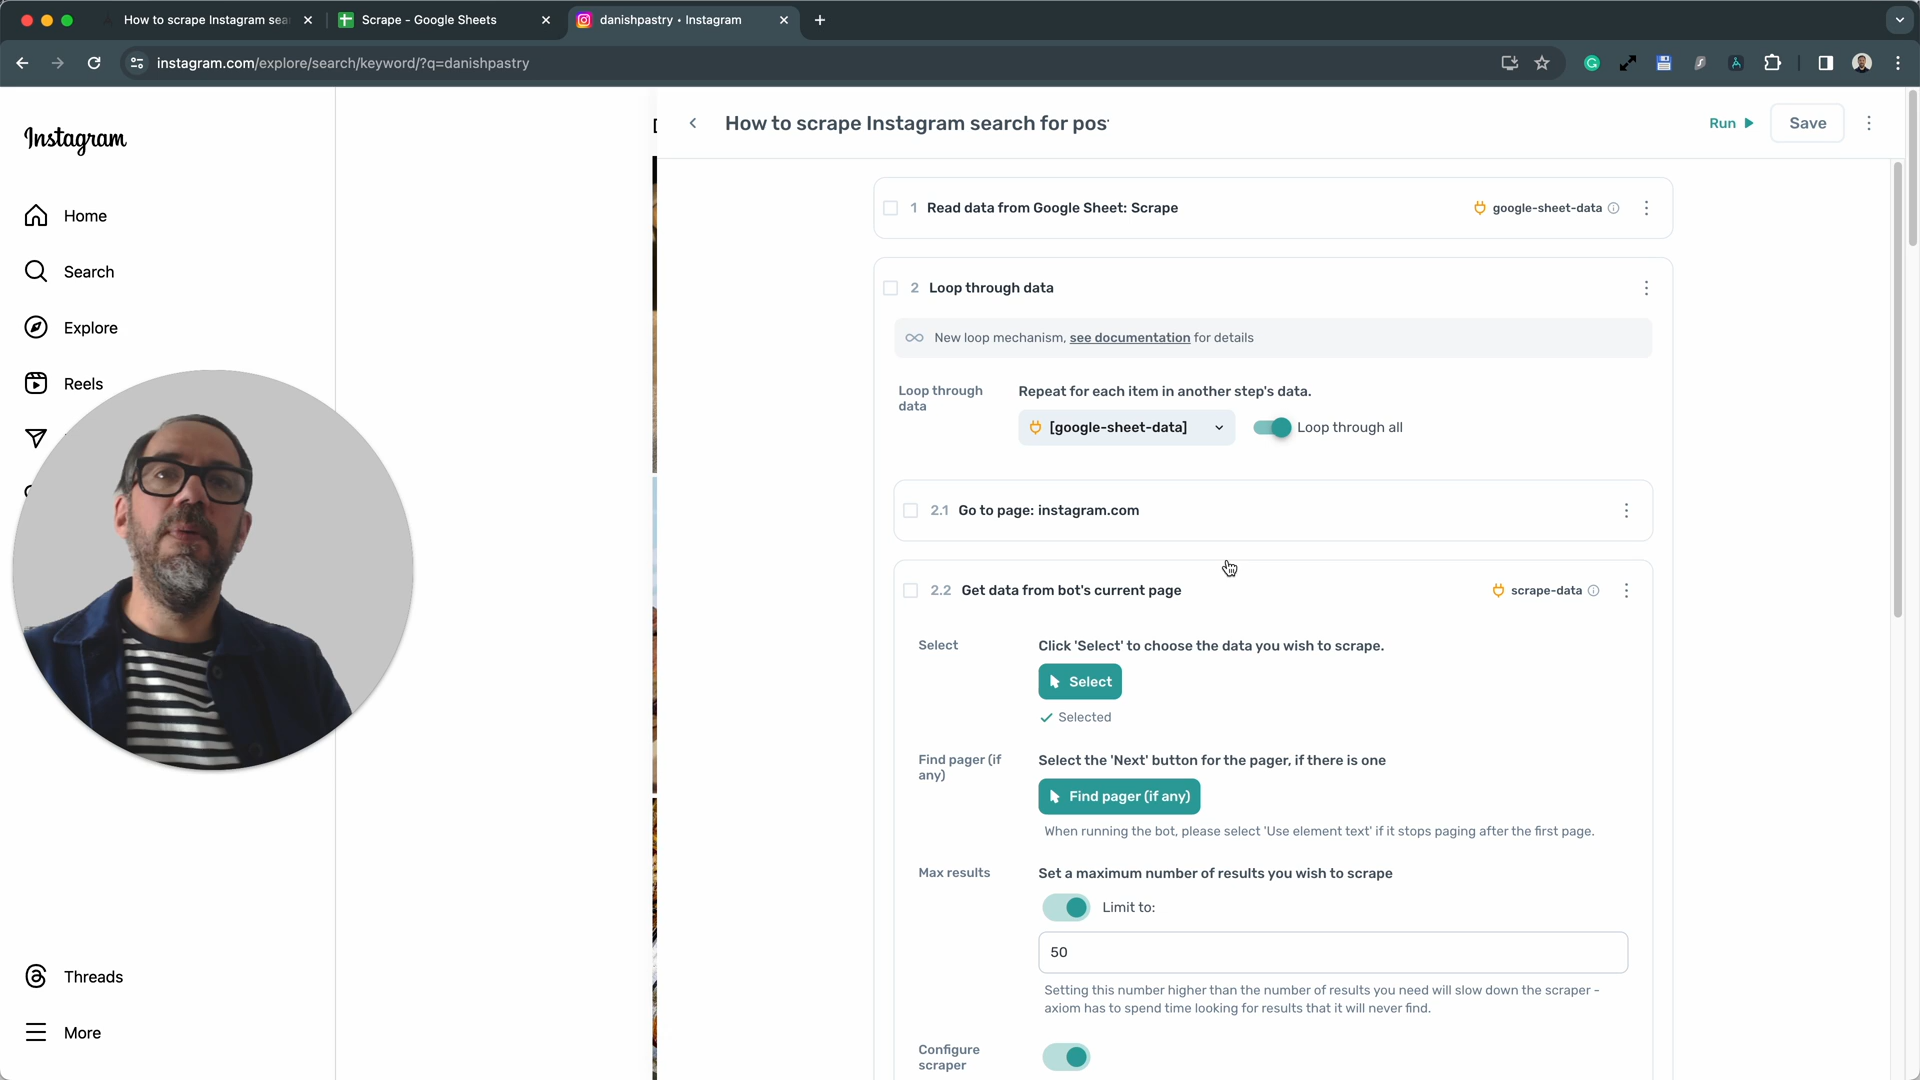 How to scrape Instagram sea
Scrape - Google Sheets
danishpastry • Instagram
instagram.com/explore/search/keyword/?q=danishpastry
Instagram
Home
Search
Explore
Reels
Threads
More
How to scrape Instagram search for pos
Run
Save
1 Read data from Google Sheet: Scrape
google-sheet-data
2 Loop through data
New loop mechanism, see documentation for details
Loop through data
Repeat for each item in another step's data.
[google-sheet-data]
Loop through all
2.1 Go to page: instagram.com
2.2 Get data from bot's current page
scrape-data
Select
Click 'Select' to choose the data you wish to scrape.
Select
Selected
Find pager (if any)
Select the 'Next' button for the pager, if there is one
Find pager (if any)
When running the bot, please select 'Use element text' if it stops paging after the first page.
Max results
Set a maximum number of results you wish to scrape
Limit to:
50
Setting this number higher than the number of results you need will slow down the scraper -
axiom has to spend time looking for results that it will never find.
Configure scraper